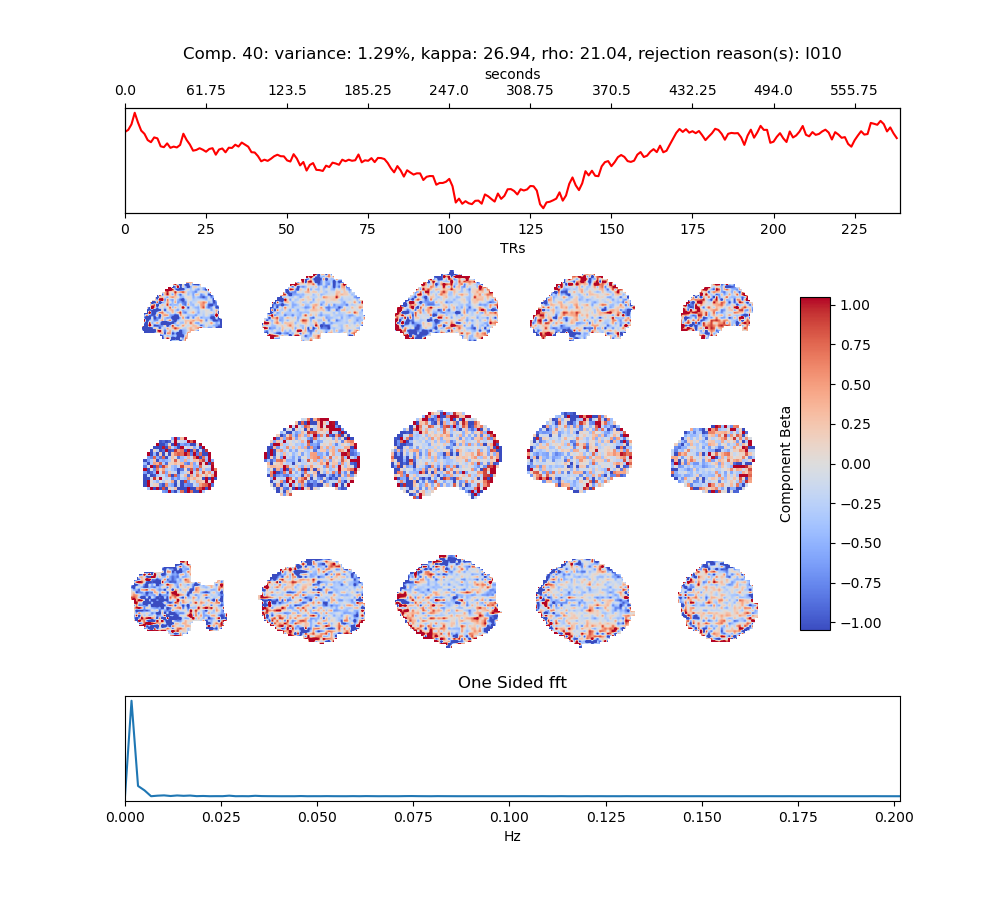 Comp. 40: variance: 1.29%, kappa: 26.94, rho: 21.04, rejection reason(s): I010
seconds
0.0 61.75 123.5 185.25 247.0 308.75 370.5 432.25 494.0 555.75
0 25 50 75 100 125 150 175 200 225
TRs
1.00
0.75
0.50
0.25
0.00
−0.25
−0.50
−0.75
−1.00
Component Beta
One Sided fft
0.000 0.025 0.050 0.075 0.100 0.125 0.150 0.175 0.200
Hz